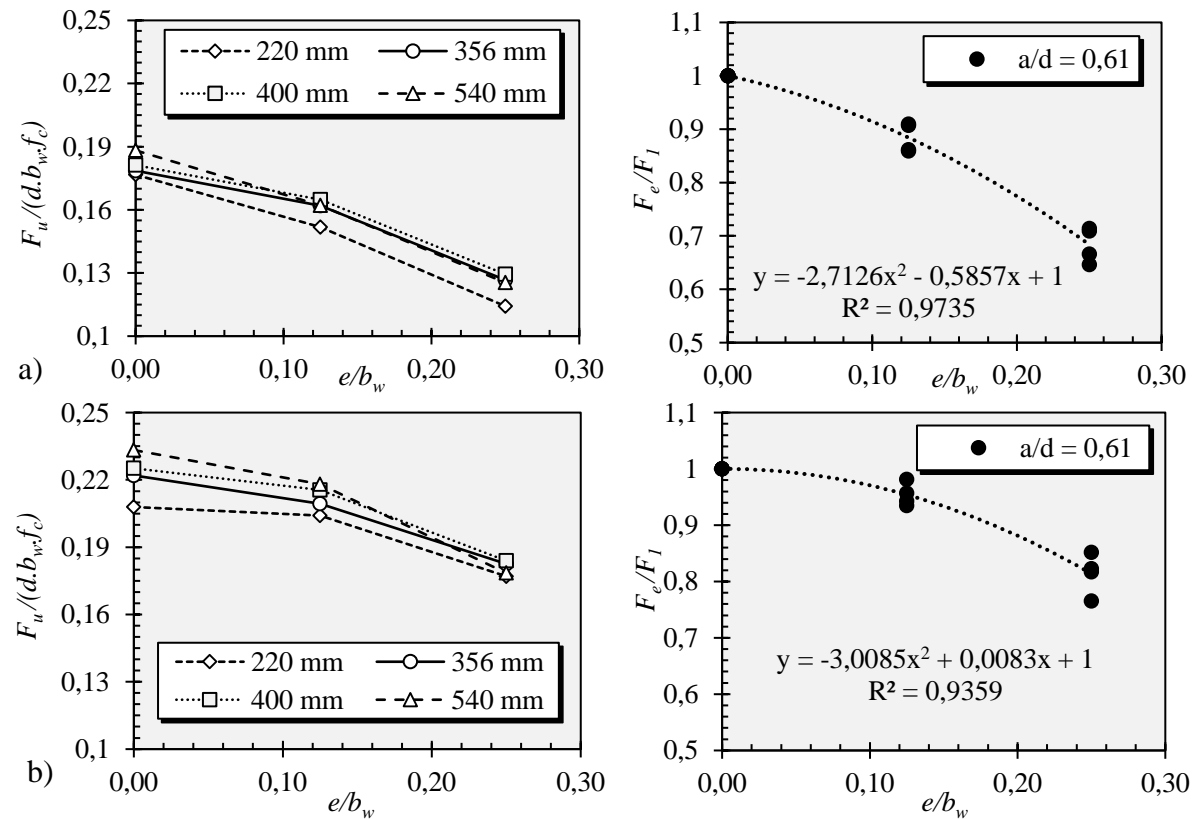 0,25
0,22
0,19
0,16
0,13
0,1
F_u/(d.b_w.f_c)
220 mm 356 mm
400 mm 540 mm
0,00 0,10 0,20 0,30
e/b_w
a)
1,1
1
0,9
0,8
0,7
0,6
0,5
F_e/F_1
a/d = 0,61
y = -2,7126x² - 0,5857x + 1
R² = 0,9735
0,00 0,10 0,20 0,30
e/b_w
0,25
0,22
0,19
0,16
0,13
0,1
F_u/(d.b_w.f_c)
220 mm 356 mm
400 mm 540 mm
0,00 0,10 0,20 0,30
e/b_w
b)
1,1
1
0,9
0,8
0,7
0,6
0,5
F_e/F_1
a/d = 0,61
y = -3,0085x² + 0,0083x + 1
R² = 0,9359
0,00 0,10 0,20 0,30
e/b_w